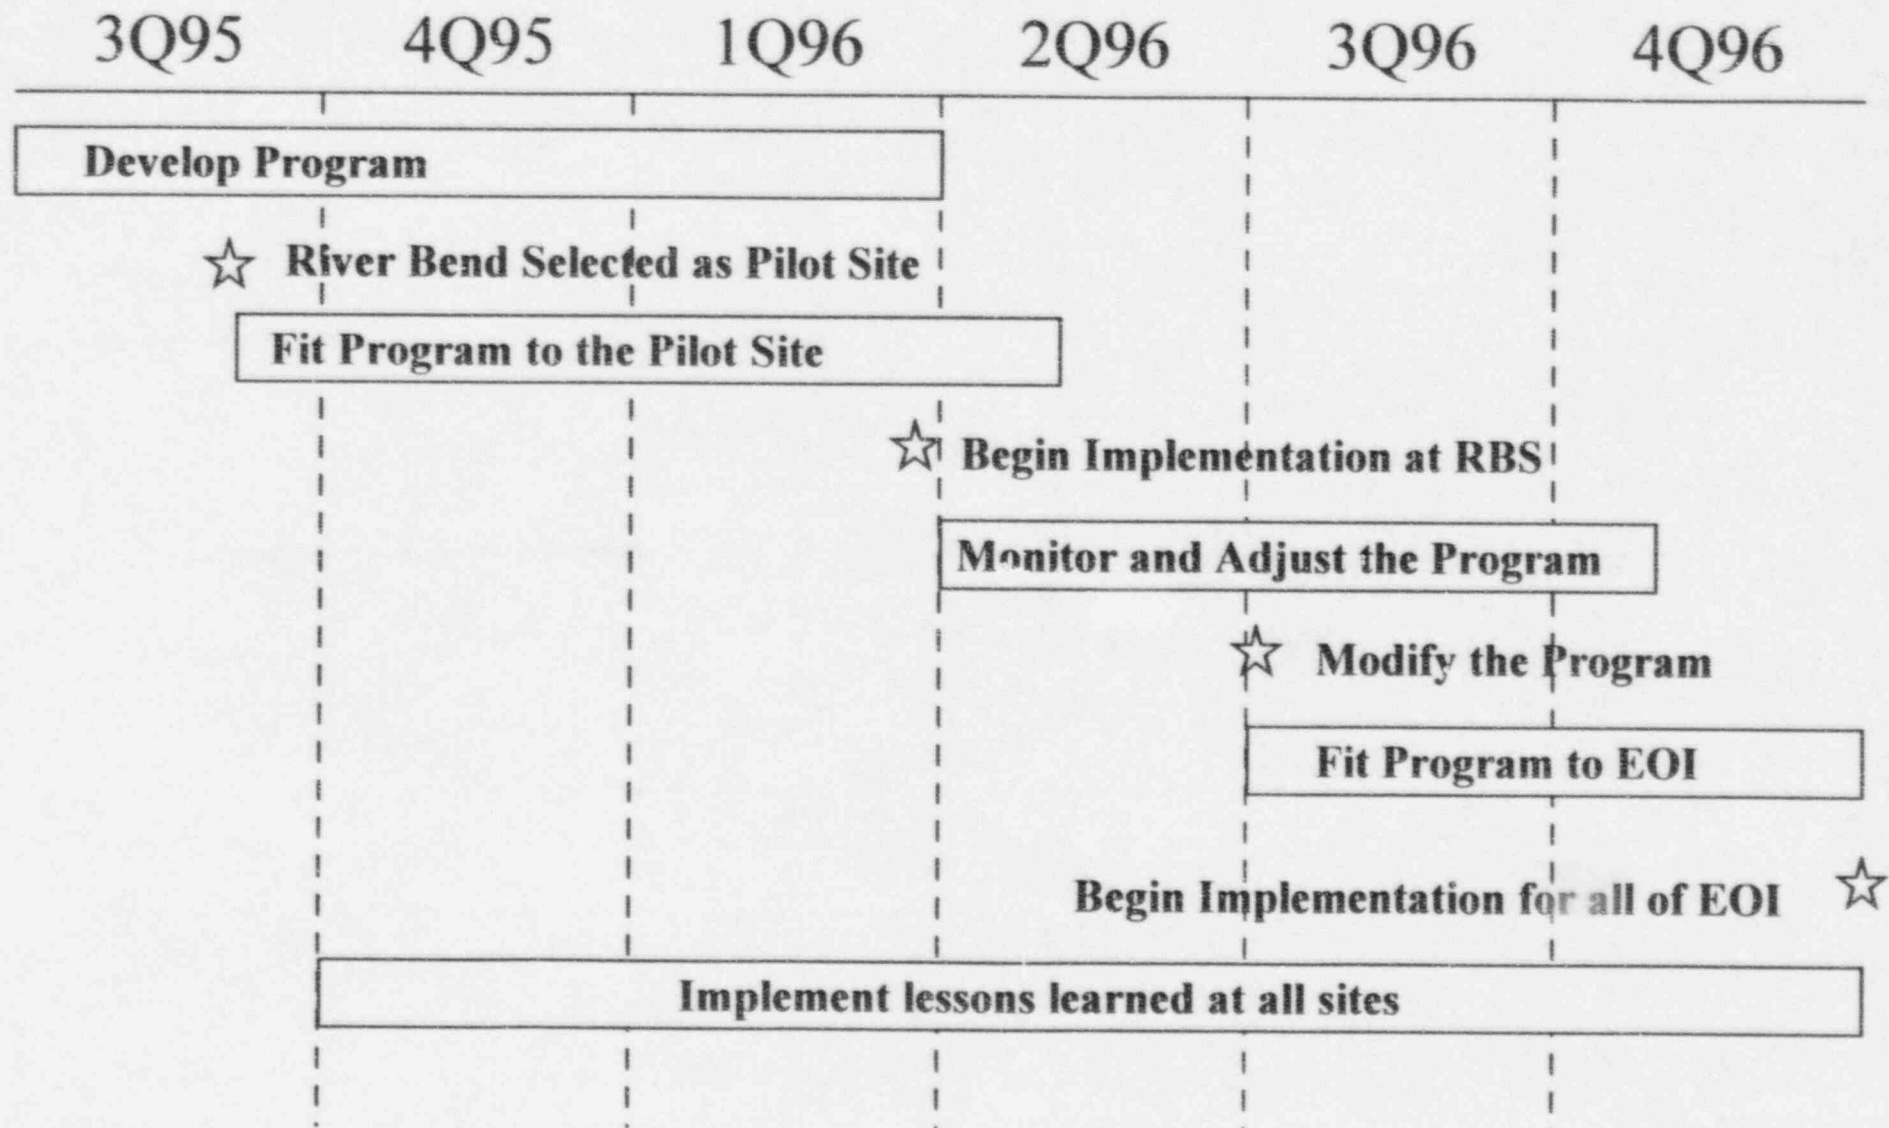 3Q95 4Q95 1Q96 2Q96 3Q96 4Q96
Develop Program
River Bend Selected as Pilot Site
Fit Program to the Pilot Site
Begin Implementation at RBS
Monitor and Adjust the Program
Modify the Program
Fit Program to EOI
Begin Implementation for all of EOI
Implement lessons learned at all sites